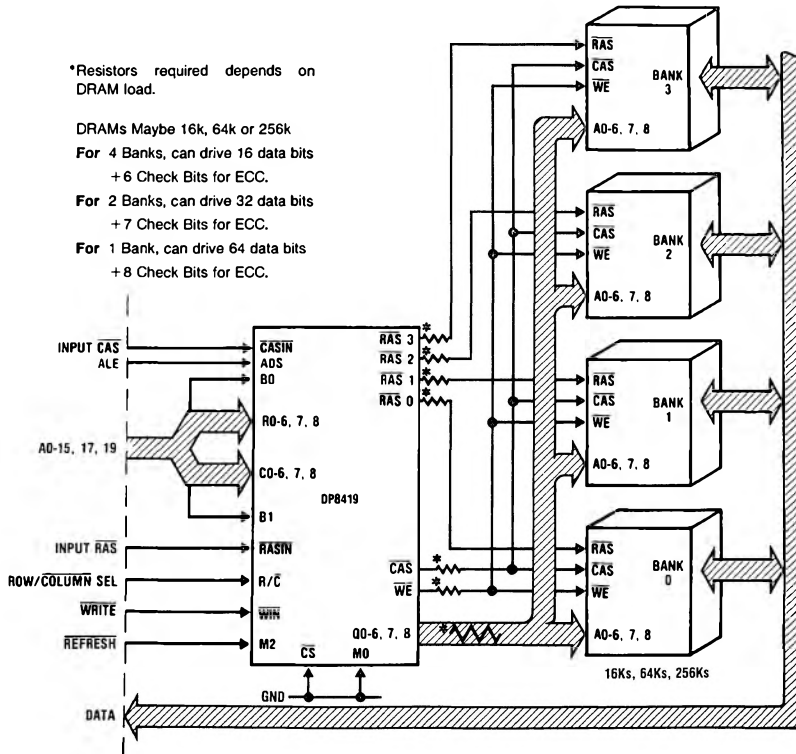 *Resistors required depends on
DRAM load.
DRAMs Maybe 16k, 64k or 256k
For 4 Banks, can drive 16 data bits
+6 Check Bits for ECC.
For 2 Banks, can drive 32 data bits
+7 Check Bits for ECC.
For 1 Bank, can drive 64 data bits
+8 Check Bits for ECC.
RAS
CAS
WE
A0-6, 7, 8
BANK
3
RAS
CAS
WE
A0-6, 7, 8
BANK
2
RAS
CAS
WE
A0-6, 7, 8
BANK
1
RAS
CAS
WE
A0-6, 7, 8
BANK
0
16Ks, 64Ks, 256Ks
INPUT CAS
ALE
A0-15, 17, 19
INPUT RAS
ROW/COLUMN SEL
WRITE
REFRESH
DATA
CASIN
ADS
B0
R0-6, 7, 8
C0-6, 7, 8
B1
RASIN
R/C
WIN
M2
DP8419
RAS 3 *
RAS 2 *
RAS 1 *
RAS 0 *
CAS *
WE *
Q0-6, 7, 8 *
CS
M0
GND